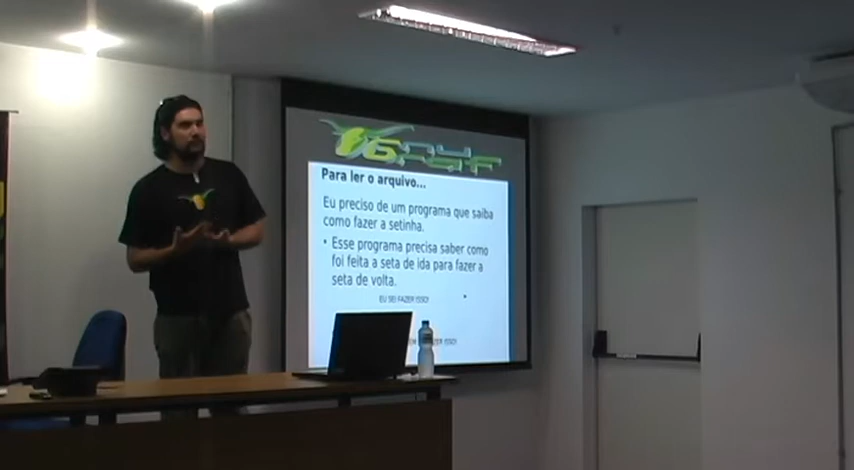 Para ler o arquivo...
Eu preciso de um programa que saiba
como fazer a setinha.
• Esse programa precisa saber como
foi feita a seta de ida para fazer a
seta de volta.
EU SEI FAZER ISSO!